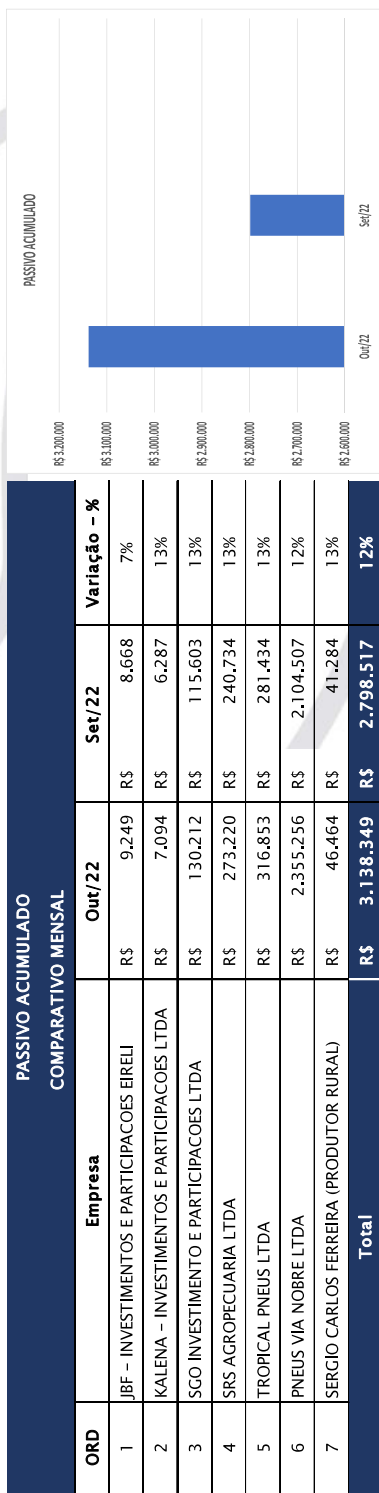 PASSIVO ACUMULADO
COMPARATIVO MENSAL
ORD Empresa Out/22 Set/22 Variação – %
1 JBF – INVESTIMENTOS E PARTICIPACOES EIRELI R$ 9.249 R$ 8.668 7%
2 KALENA – INVESTIMENTOS E PARTICIPACOES LTDA R$ 7.094 R$ 6.287 13%
3 SGO INVESTIMENTO E PARTICIPACOES LTDA R$ 130.212 R$ 115.603 13%
4 SRS AGROPECUARIA LTDA R$ 273.220 R$ 240.734 13%
5 TROPICAL PNEUS LTDA R$ 316.853 R$ 281.434 13%
6 PNEUS VIA NOBRE LTDA R$ 2.355.256 R$ 2.104.507 12%
7 SERGIO CARLOS FERREIRA (PRODUTOR RURAL) R$ 46.464 R$ 41.284 13%
Total R$ 3.138.349 R$ 2.798.517 12%
PASSIVO ACUMULADO
R$ 3.200.000
R$ 3.100.000
R$ 3.000.000
R$ 2.900.000
R$ 2.800.000
R$ 2.700.000
R$ 2.600.000
Out/22 Set/22